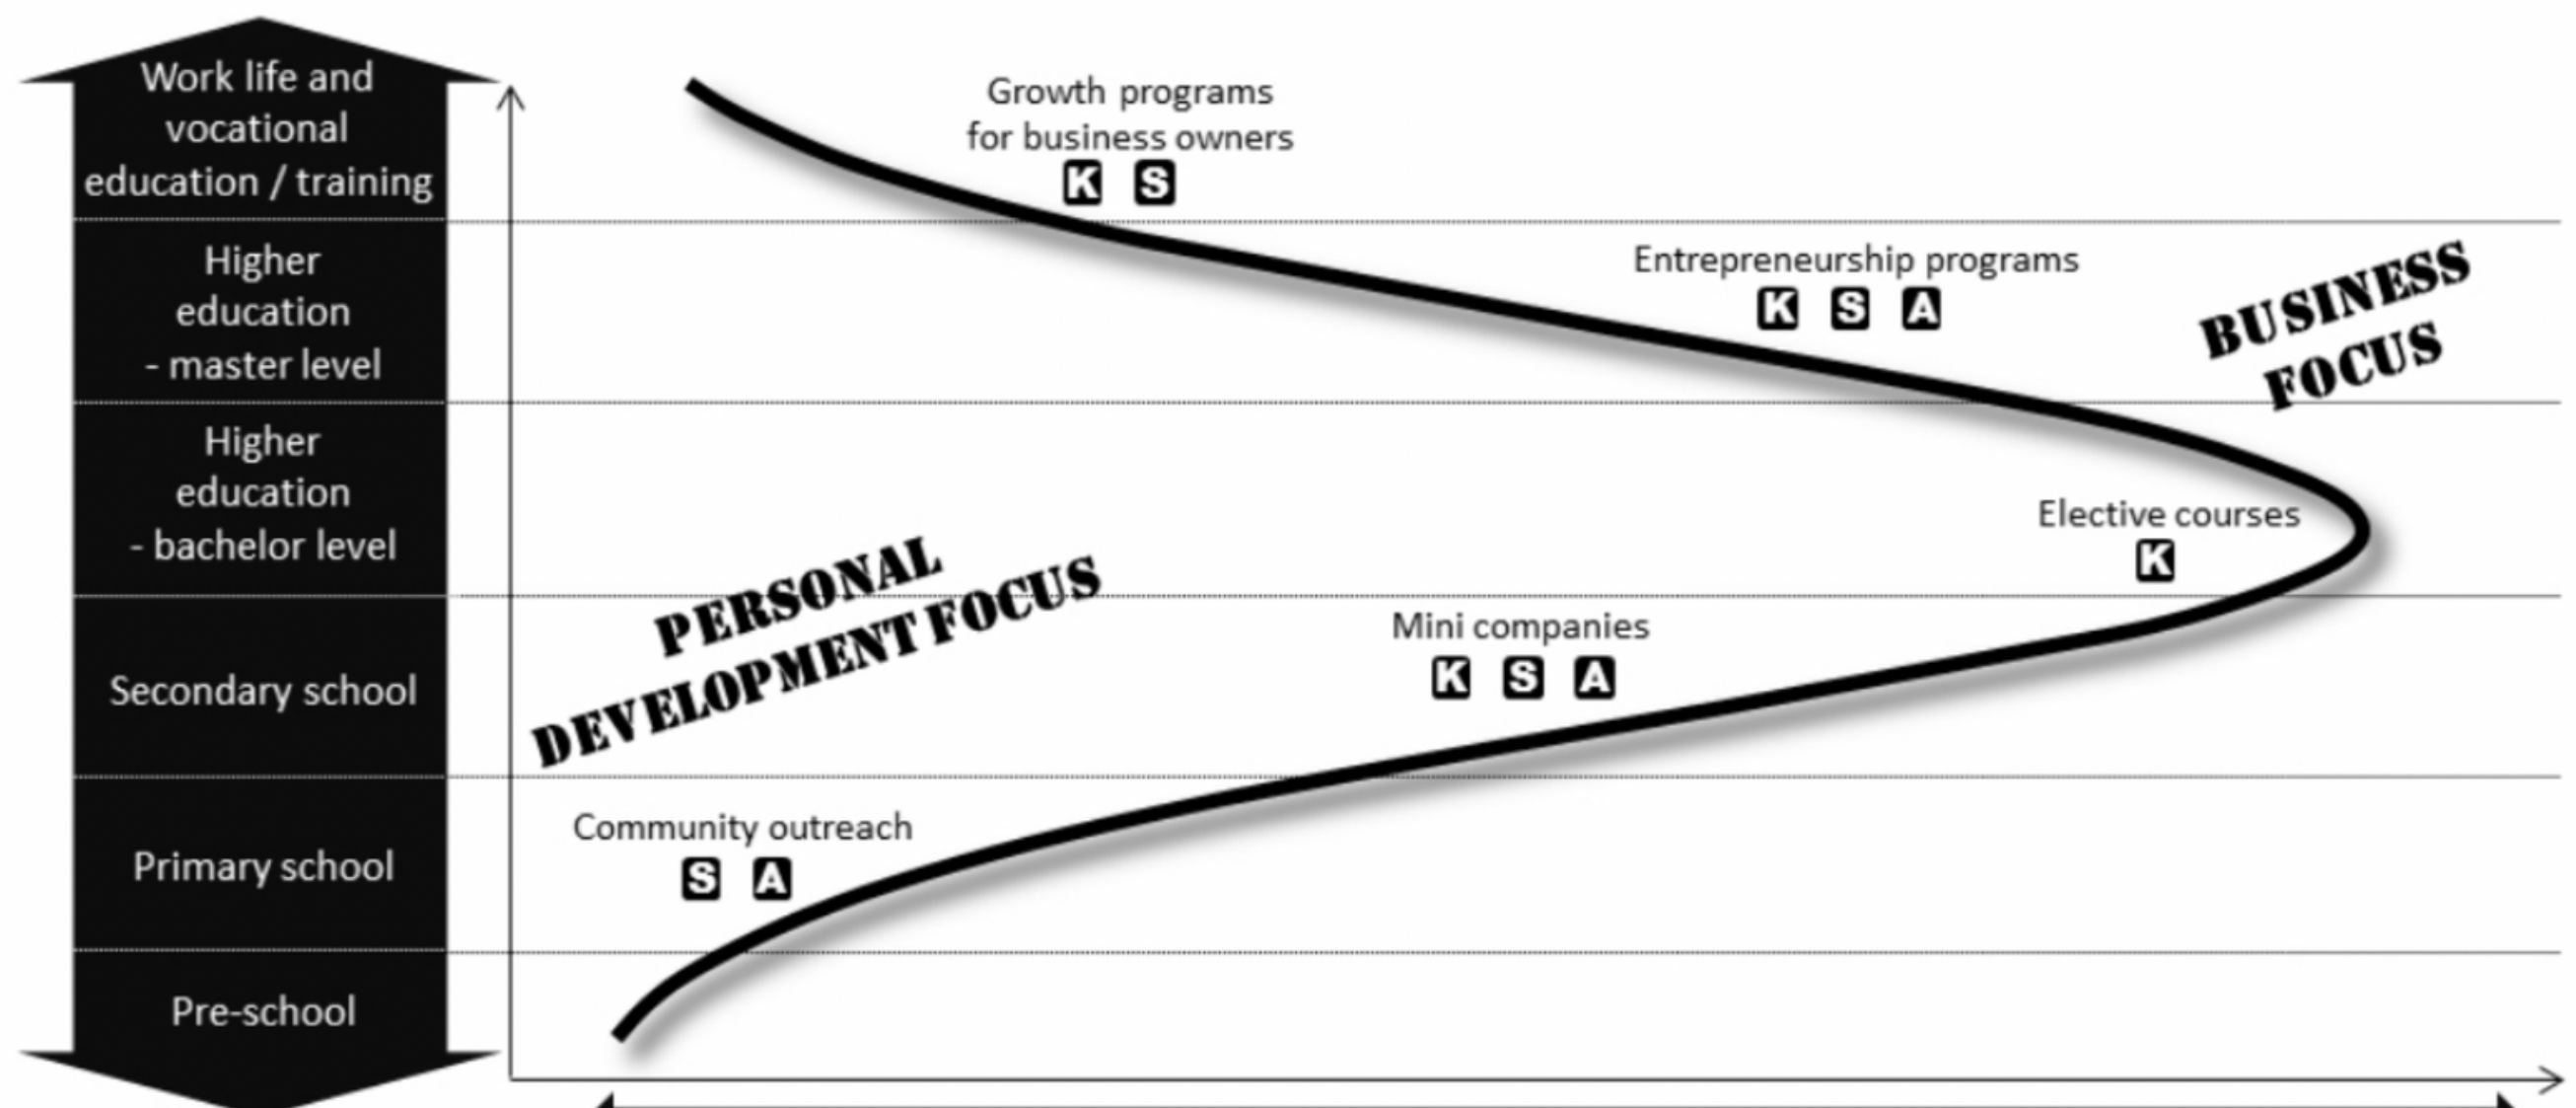 Work life and
vocational
education / training
Higher
education
- master level
Higher
education
- bachelor level
Secondary school
Primary school
Pre-school
Growth programs
for business owners
K S
Entrepreneurship programs
K S A
BUSINESS
FOCUS
Elective courses
K
PERSONAL
DEVELOPMENT FOCUS
Mini companies
K S A
Community outreach
S A